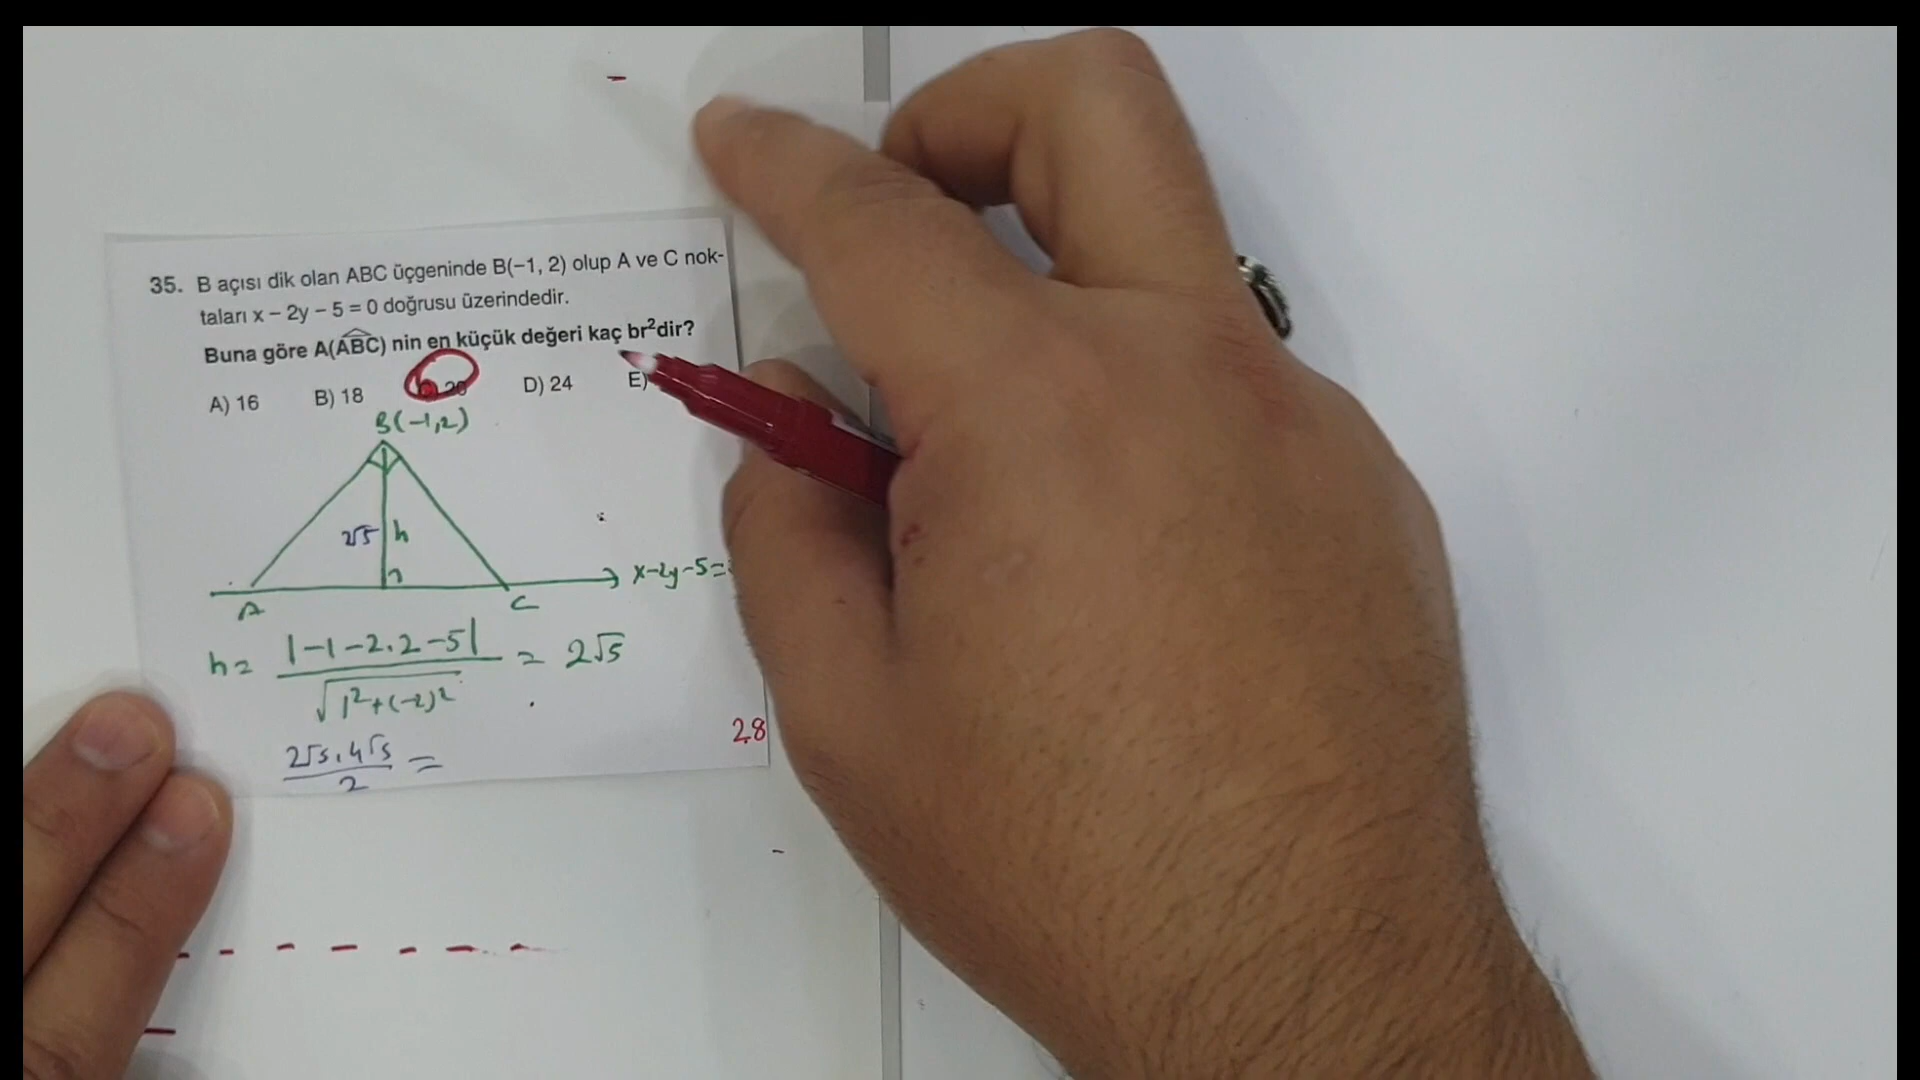 35. B açısı dik olan ABC üçgeninde B(−1, 2) olup A ve C nok-
taları x − 2y − 5 = 0 doğrusu üzerindedir.
Buna göre A(ABC) nin en küçük değeri kaç br²dir?
A) 16 B) 18 20 D) 24 E)
B(-1,2)
2√5 h
x-2y-5=
A C
h = |-1-2.2-5| / √1²+(-2)² = 2√5
28
2√5.4√5 / 2 =